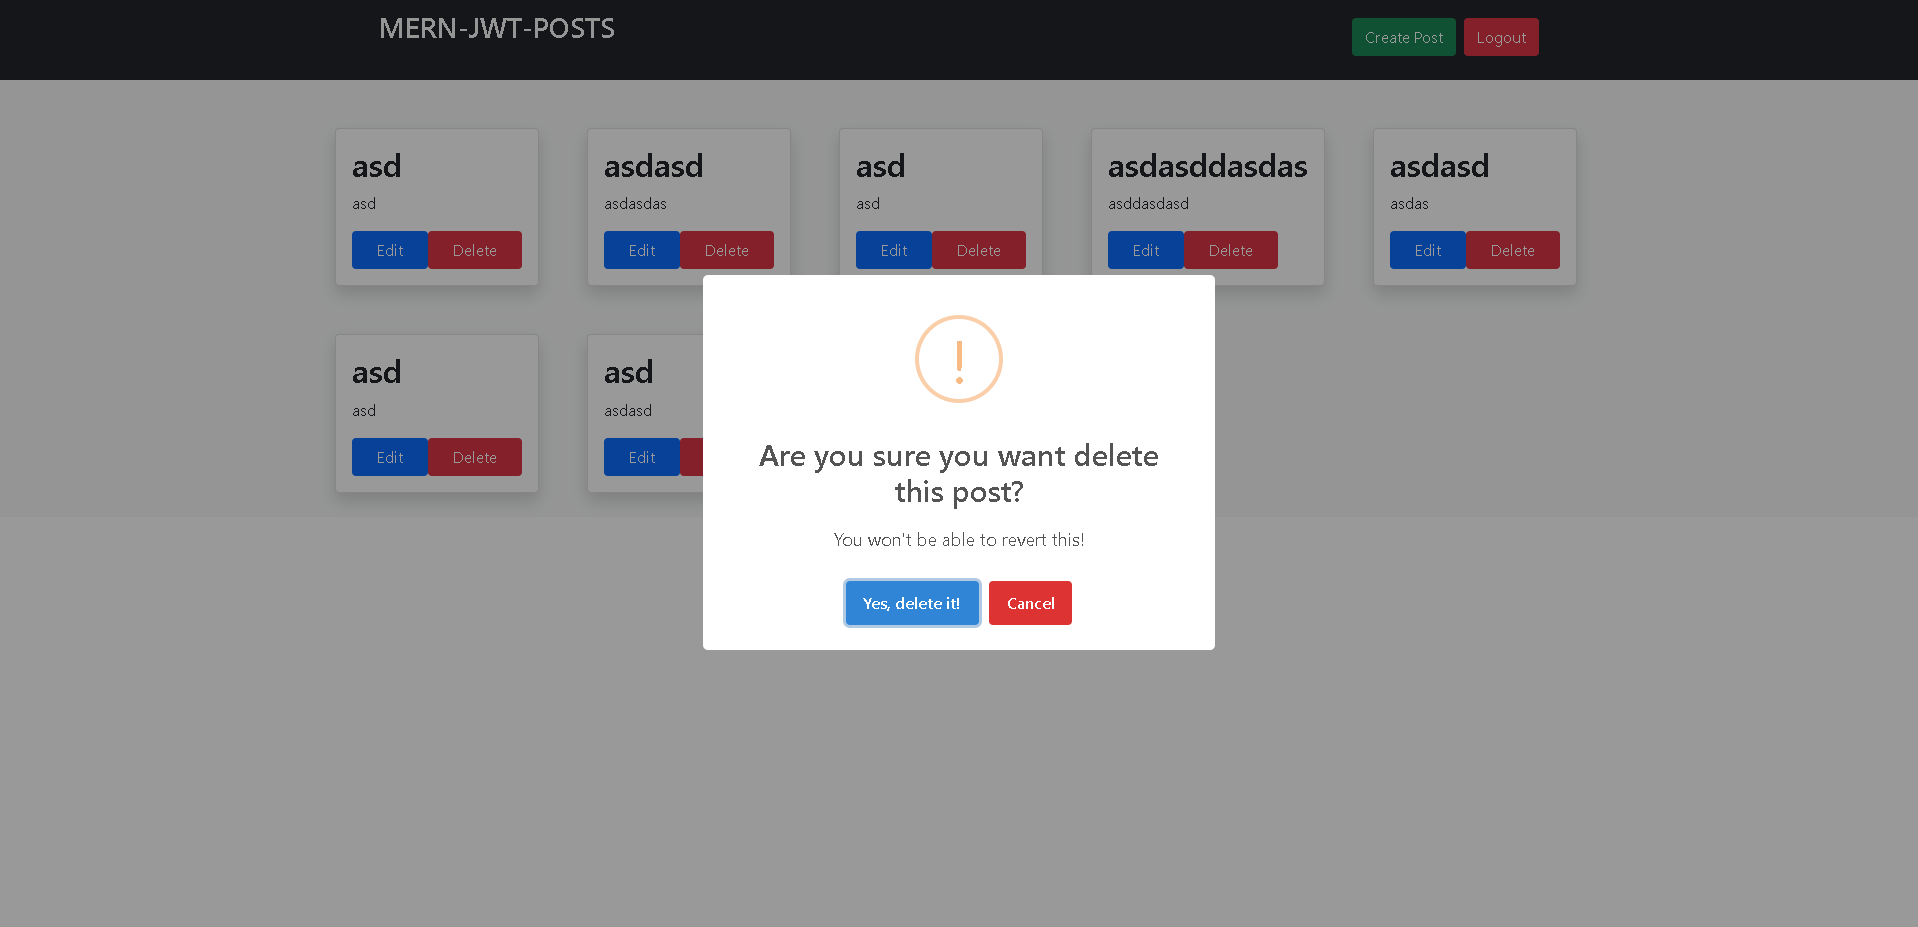 MERN-JWT-POSTS
Create Post
Logout
asd
asd
Edit
Delete
asdasd
asdasdas
Edit
Delete
asd
asd
Edit
Delete
asdasddasdas
asddasdasd
Edit
Delete
asdasd
asdas
Edit
Delete
asd
asd
Edit
Delete
asd
asdasd
Edit
!
Are you sure you want delete
this post?
You won't be able to revert this!
Yes, delete it!
Cancel